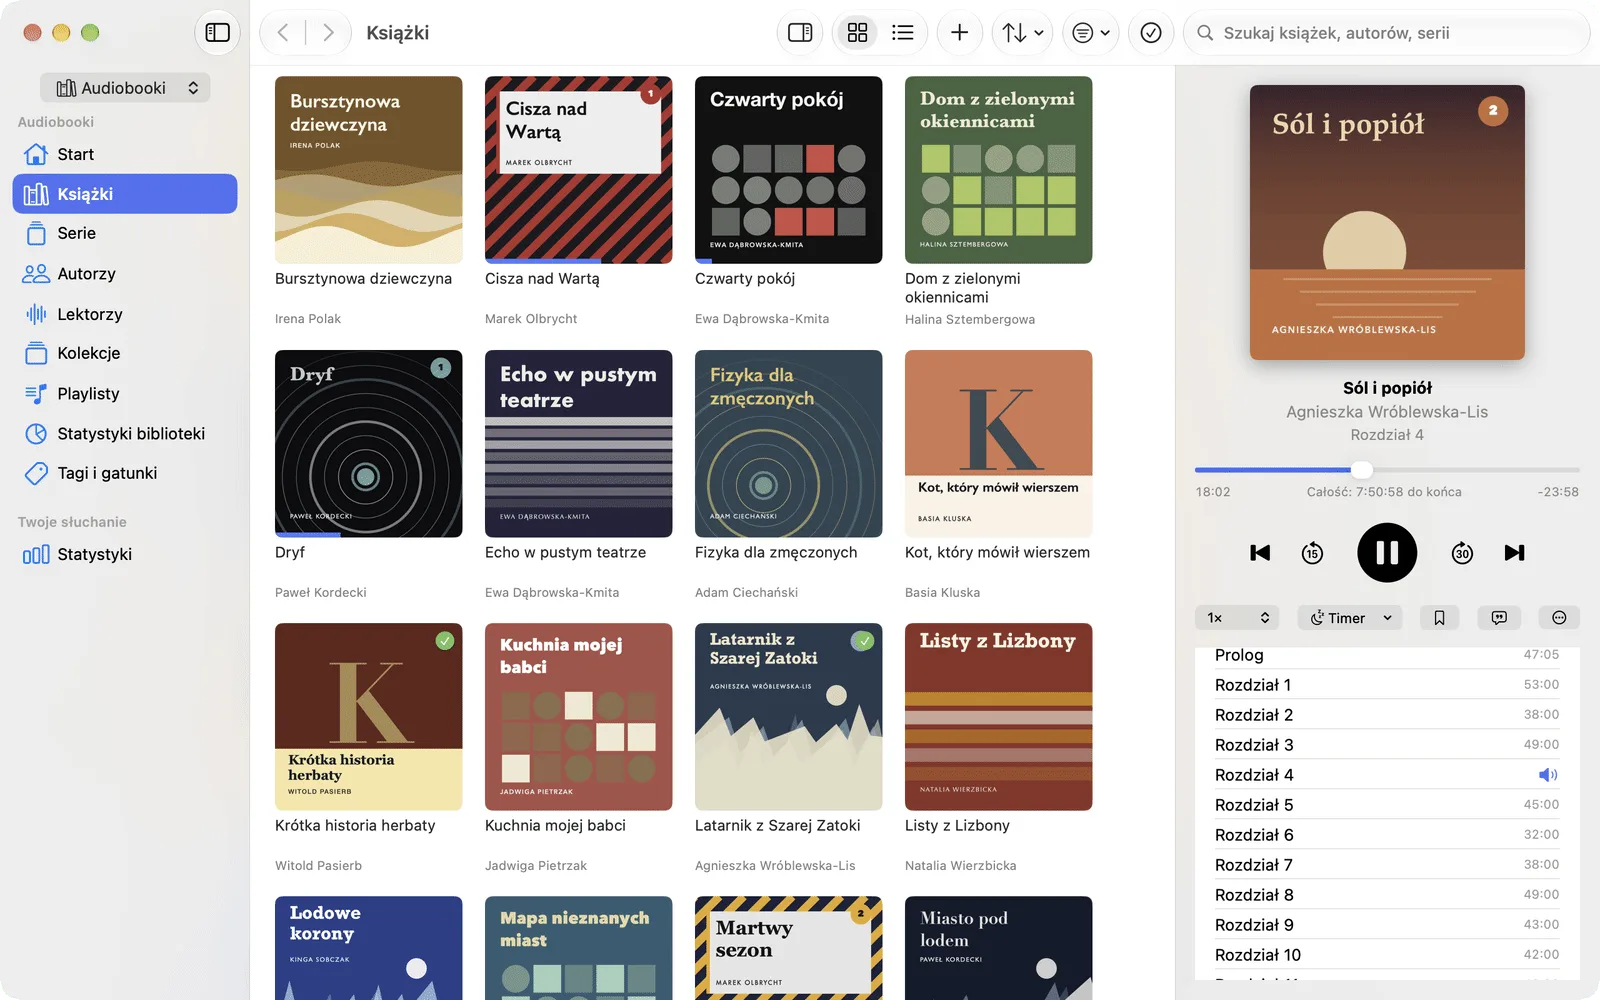 Audiobooki
Audiobooki
Start
Książki
Serie
Autorzy
Lektorzy
Kolekcje
Playlisty
Statystyki biblioteki
Tagi i gatunki
Twoje słuchanie
Statystyki
Książki
Szukaj książek, autorów, serii
Bursztynowa
dziewczyna
IRENA POLAK
Bursztynowa dziewczyna
Irena Polak
1
Cisza nad
Wartą
MAREK OLBRYCHT
Cisza nad Wartą
Marek Olbrycht
Czwarty pokój
EWA DĄBROWSKA-KMITA
Czwarty pokój
Ewa Dąbrowska-Kmita
Dom z zielonymi
okiennicami
HALINA SZTEMBERGOWA
Dom z zielonymi
okiennicami
Halina Sztembergowa
Dryf
1
PAWEŁ KORDECKI
Dryf
Paweł Kordecki
Echo w pustym
teatrze
EWA DĄBROWSKA-KMITA
Echo w pustym teatrze
Ewa Dąbrowska-Kmita
Fizyka dla
zmęczonych
ADAM CIECHAŃSKI
Fizyka dla zmęczonych
Adam Ciechański
K
Kot, który mówił wierszem
BASIA KLUSKA
Kot, który mówił wierszem
Basia Kluska
K
Krótka historia
herbaty
WITOLD PASIERB
Krótka historia herbaty
Witold Pasierb
Kuchnia mojej
babci
JADWIGA PIETRZAK
Kuchnia mojej babci
Jadwiga Pietrzak
Latarnik z
Szarej Zatoki
AGNIESZKA WRÓBLEWSKA-LIS
Latarnik z Szarej Zatoki
Agnieszka Wróblewska-Lis
Listy z Lizbony
NATALIA WIERZBICKA
Listy z Lizbony
Natalia Wierzbicka
Lodowe
korony
KINGA SOBCZAK
Mapa nieznanych
miast
2
Martwy
sezon
MAREK OLBRYCHT
Miasto pod
lodem
PAWEŁ KORDECKI
2
Sól i popiół
AGNIESZKA WRÓBLEWSKA-LIS
Sól i popiół
Agnieszka Wróblewska-Lis
Rozdział 4
18:02
Całość: 7:50:58 do końca
-23:58
15
30
1×
Timer
Prolog 47:05
Rozdział 1 53:00
Rozdział 2 38:00
Rozdział 3 49:00
Rozdział 4
Rozdział 5 45:00
Rozdział 6 32:00
Rozdział 7 38:00
Rozdział 8 49:00
Rozdział 9 43:00
Rozdział 10 42:00